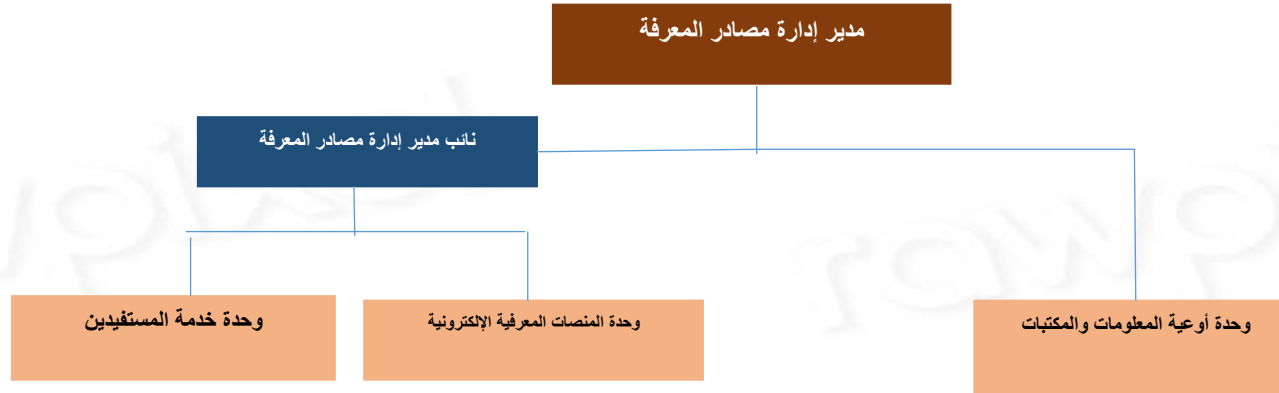 مدير إدارة مصادر المعرفة
نائب مدير إدارة مصادر المعرفة
وحدة أوعية المعلومات والمكتبات
وحدة المنصات المعرفية الإلكترونية
وحدة خدمة المستفيدين